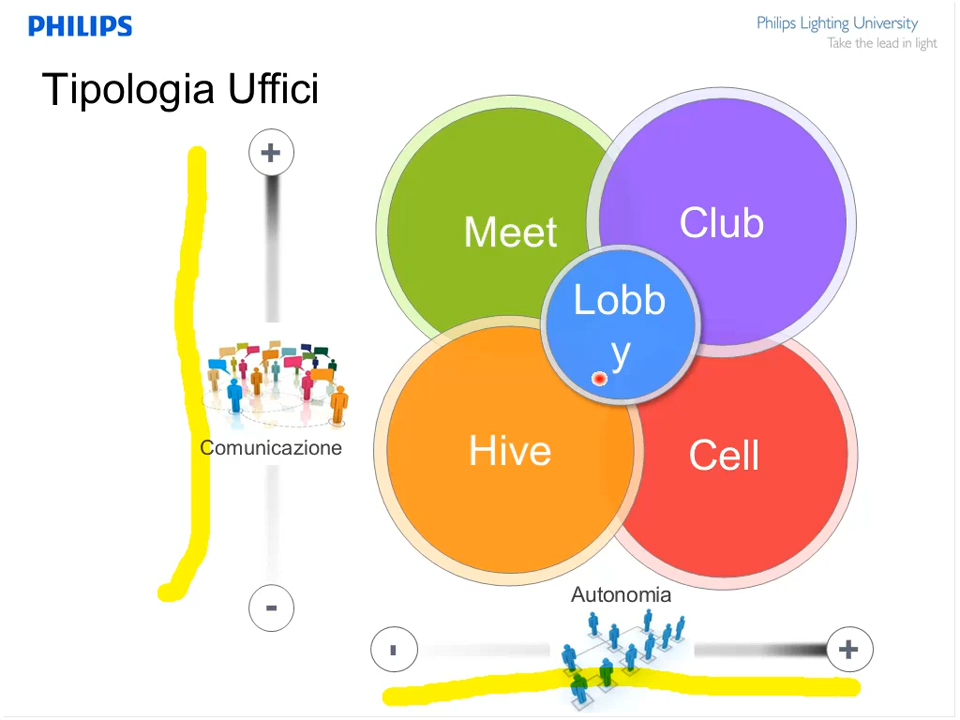 PHILIPS
Philips Lighting University
Take the lead in light
Tipologia Uffici
+
Meet
Club
Lobb
y
Comunicazione
Hive
Cell
-
Autonomia
-
+